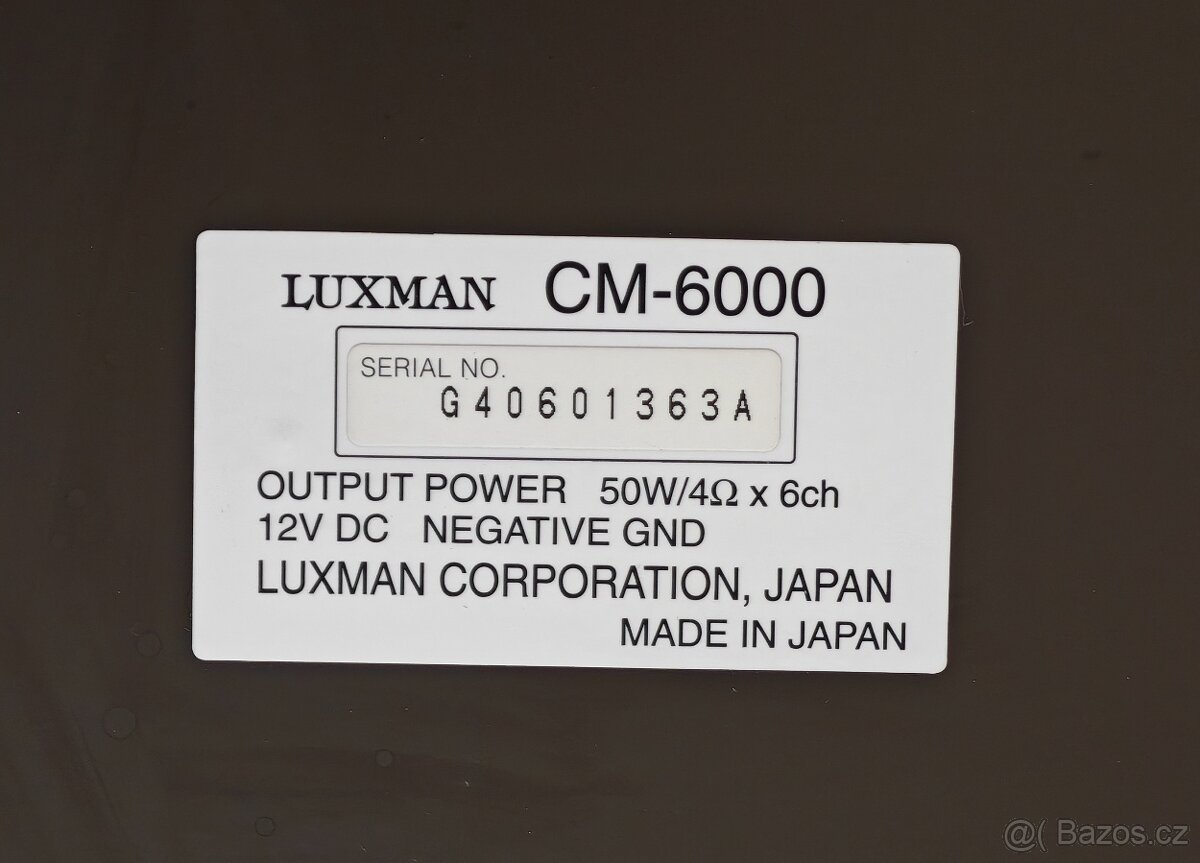 LUXMAN CM-6000
SERIAL NO.
G40601363A
OUTPUT POWER 50W/4Ω x 6ch
12V DC NEGATIVE GND
LUXMAN CORPORATION, JAPAN
MADE IN JAPAN
@( Bazos.cz